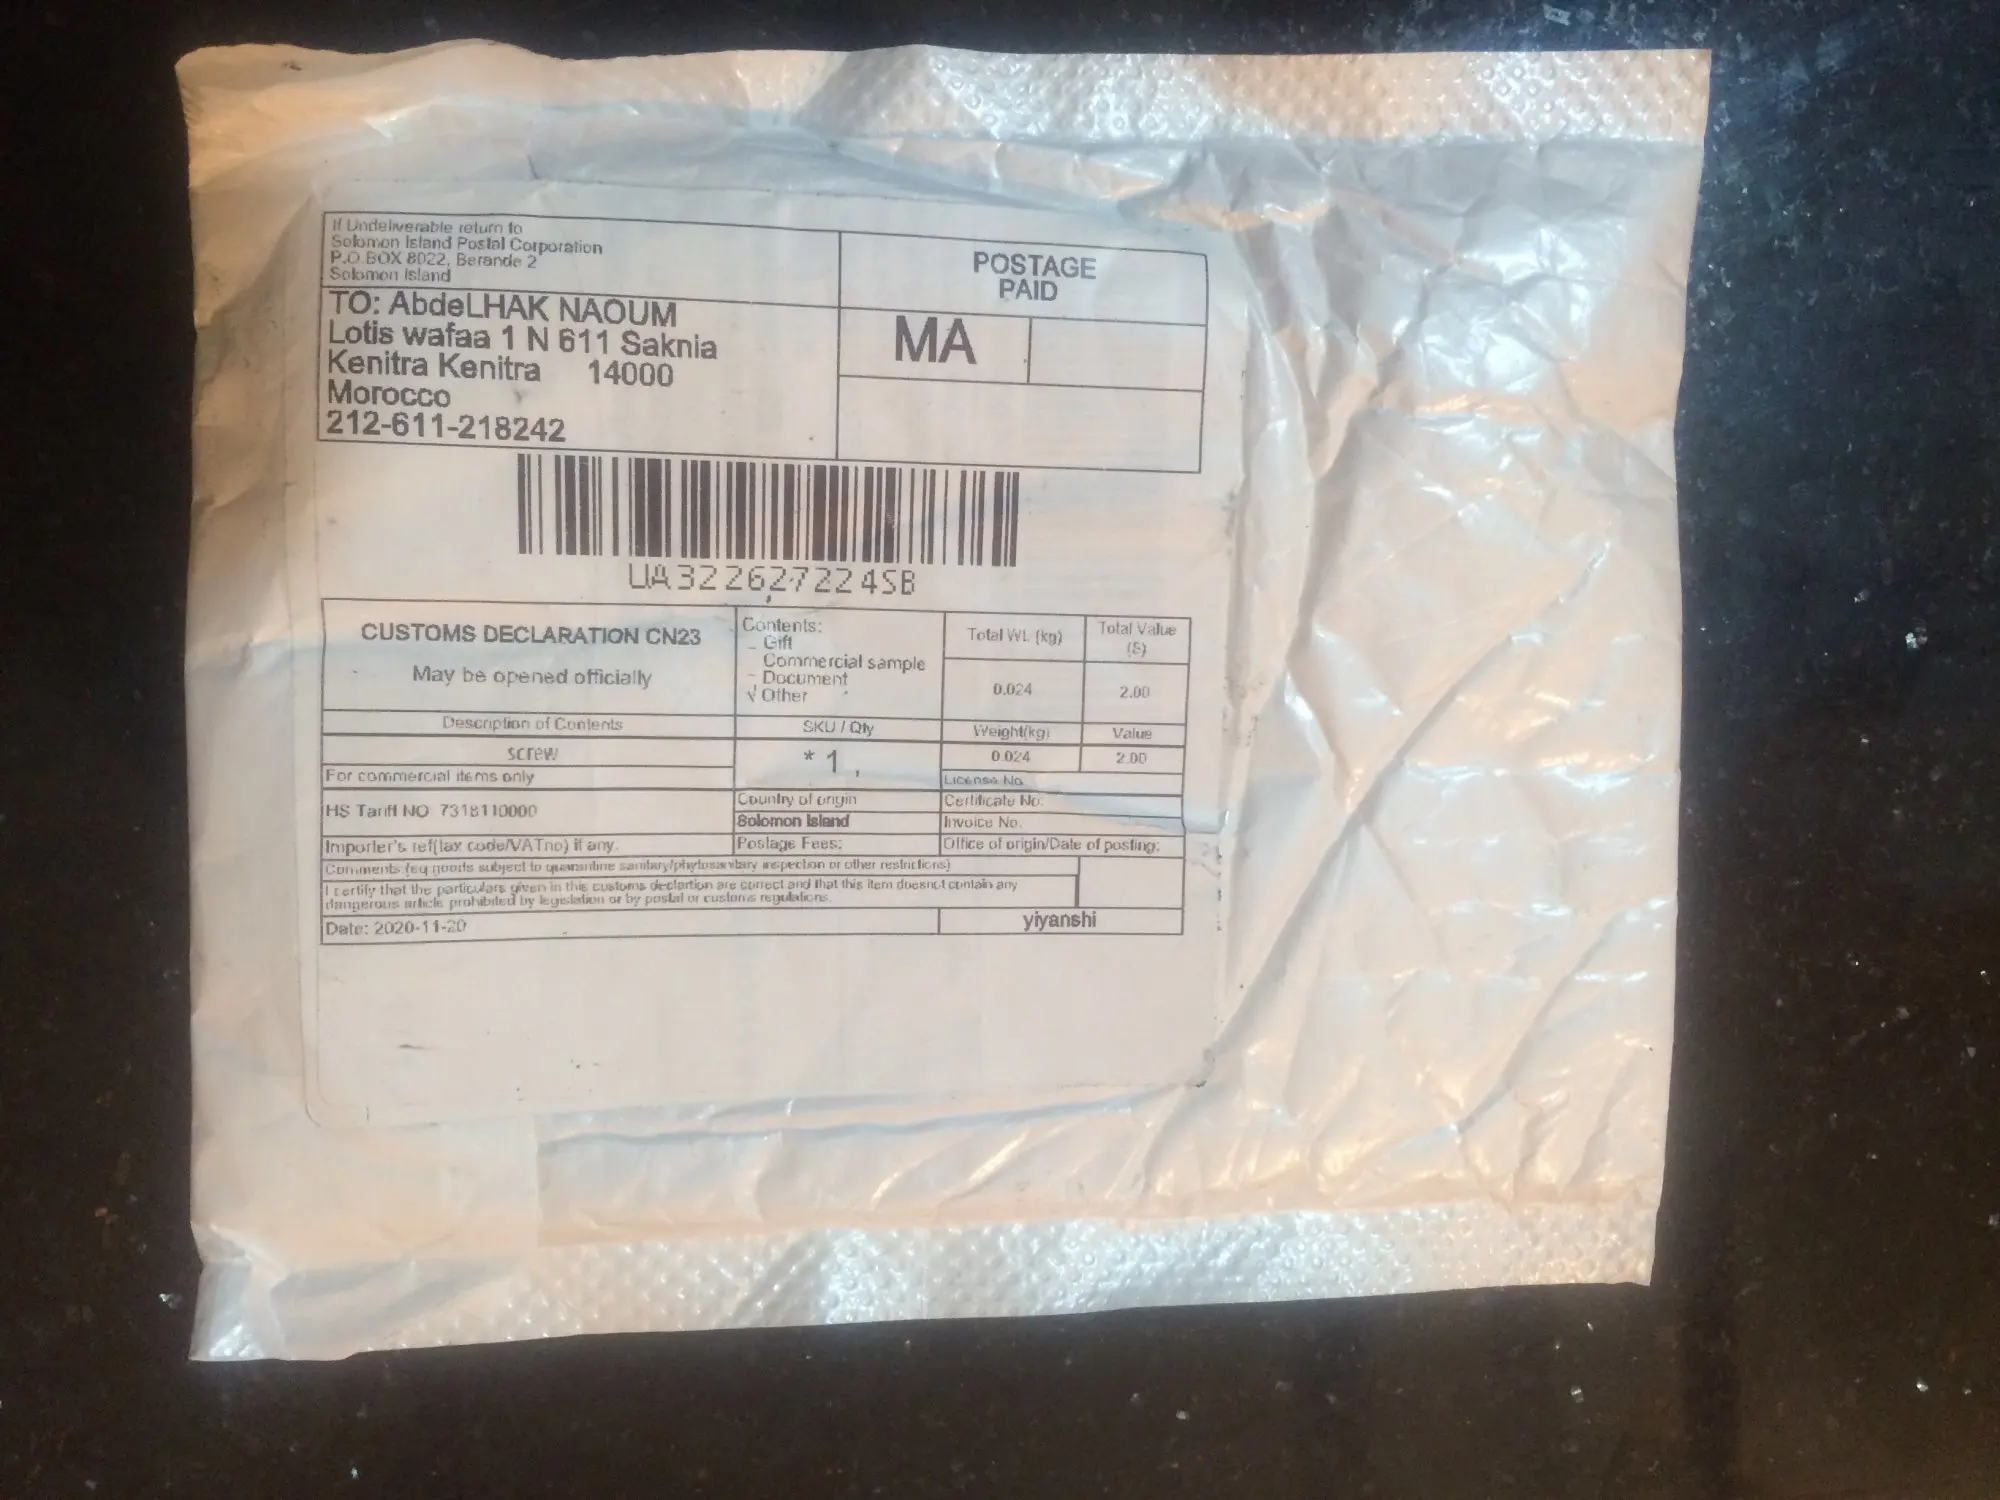 If Undeliverable return to
Solomon Island Postal Corporation
P.O.BOX 8022, Berande 2
Solomon Island
POSTAGE
PAID
TO: AbdeLHAK NAOUM
Lotis wafaa 1 N 611 Saknia
Kenitra Kenitra 14000
Morocco
212-611-218242
MA
UA322627224SB
CUSTOMS DECLARATION CN23
May be opened officially
Contents:
Gift
Commercial sample
Document
√ Other
Total Wt. (kg)
Total Value
($)
0.024
2.00
Description of Contents
SKU / Qty
Weight(kg)
Value
screw
* 1 ,
0.024
2.00
For commercial items only
License No.
HS Tariff NO 7318110000
Country of origin
Certificate No.
Solomon Island
Invoice No.
Importer's ref(tax code/VATno) if any.
Postage Fees:
Office of origin/Date of posting:
Comments (eq goods subject to quarantine sanitary/phytosanitary inspection or other restrictions)
I certify that the particulars given in this customs declartion are correct and that this item doesnct contain any
dangerous article prohibited by legislation or by postal or customs regulations.
Date: 2020-11-20
yiyanshi